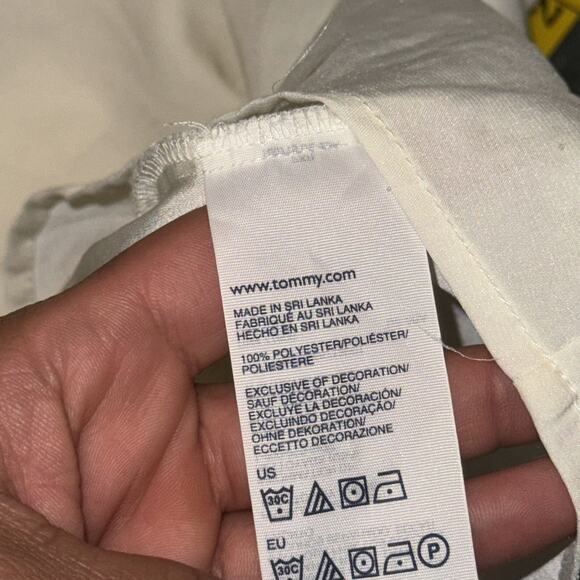 www.tommy.com
MADE IN SRI LANKA
FABRIQUÉ AU SRI LANKA
HECHO EN SRI LANKA
100% POLYESTER/POLIÉSTER/
POLIESTERE
EXCLUSIVE OF DECORATION/
SAUF DÉCORATION/
EXCLUYE LA DECORACIÓN/
EXCLUINDO DECORAÇÃO/
OHNE DEKORATION/
ECCETTO DECORAZIONE
US
30C
EU
30C P